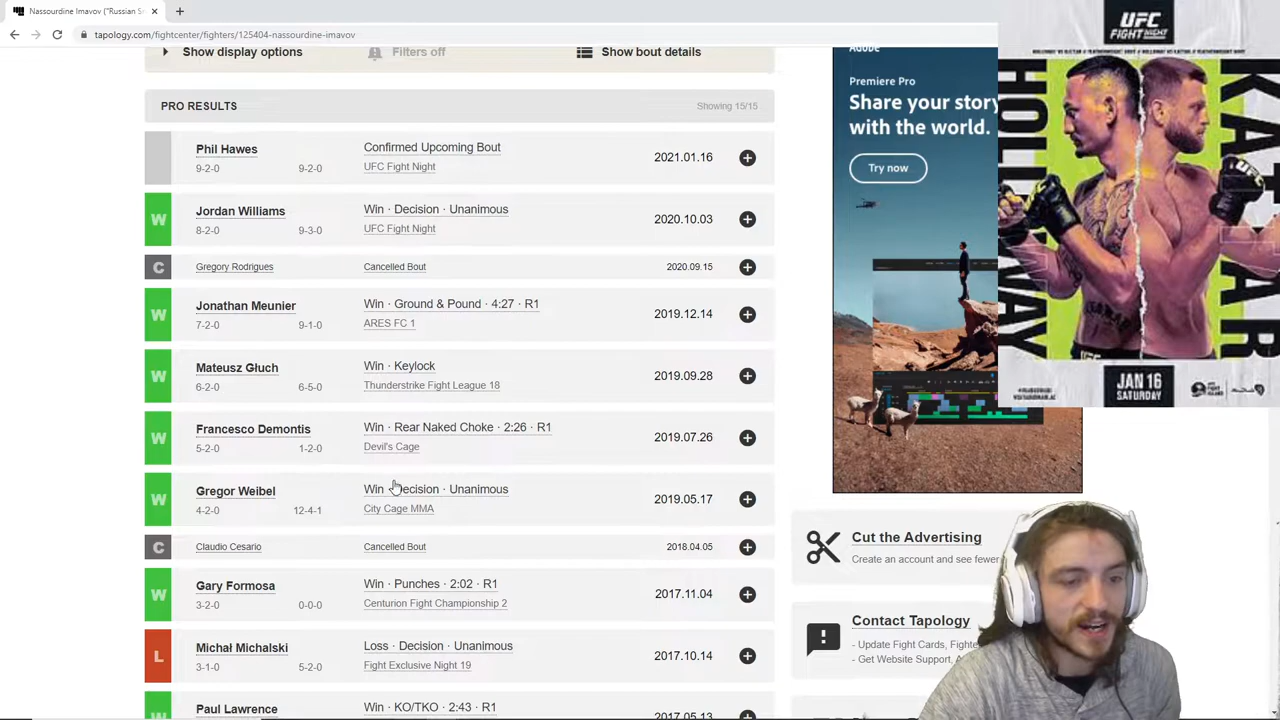 Nassourdine Imavov ("Russian S
tapology.com/fightcenter/fighters/125404-nassourdine-imavov
Show display options
Filters off
Show bout details
PRO RESULTS
Showing 15/15
Phil Hawes
Confirmed Upcoming Bout
2021.01.16
9-2-0
9-2-0
UFC Fight Night
W
Jordan Williams
Win · Decision · Unanimous
2020.10.03
8-2-0
9-3-0
UFC Fight Night
C
Gregory Rodrigues
Cancelled Bout
W
Jonathan Meunier
Win · Ground & Pound · 4:27 · R1
2019.12.14
7-2-0
9-1-0
ARES FC 1
W
Mateusz Głuch
Win · Keylock
2019.09.28
6-2-0
5-5-0
Thunderstrike Fight League 18
W
Francesco Demontis
Win · Rear Naked Choke · 2:26 · R1
2019.07.26
5-2-0
1-2-0
Devil's Cage
W
Gregor Weibel
Win · Decision · Unanimous
2019.05.17
4-2-0
12-4-1
MMA
C
Claudio Cesario
Cancelled Bout
2018.04.05
W
Gary Formosa
Win · Punches · 2:02 · R1
2017.11.04
3-2-0
0-0-0
Centurion Fight Championship 2
L
Michał Michalski
Loss · Decision · Unanimous
2017.10.14
3-1-0
5-2-0
Fight Exclusive Night 19
W
Paul Lawrence
Win · KO/TKO · 2:43 · R1
2017.05.13
Adobe
Premiere Pro
Share your story
with the world.
Try now
Cut the Advertising
Create an account and see fewer
Contact Tapology
- Update Fight Cards, Fighte
- Get Website Support, A
UFC
FIGHT NIGHT
HOLLOWAY
KATTAR
JAN 16
SATURDAY
UFC